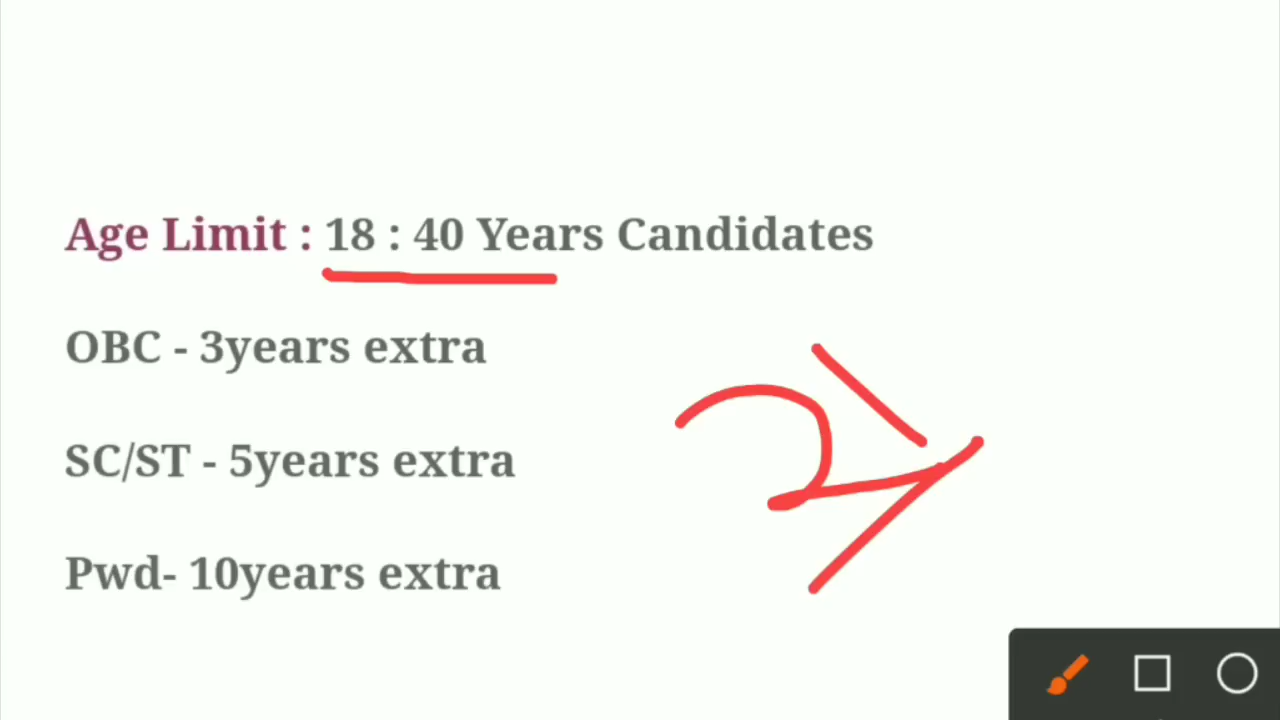 Age Limit : 18 : 40 Years Candidates
OBC - 3years extra
SC/ST - 5years extra
Pwd- 10years extra